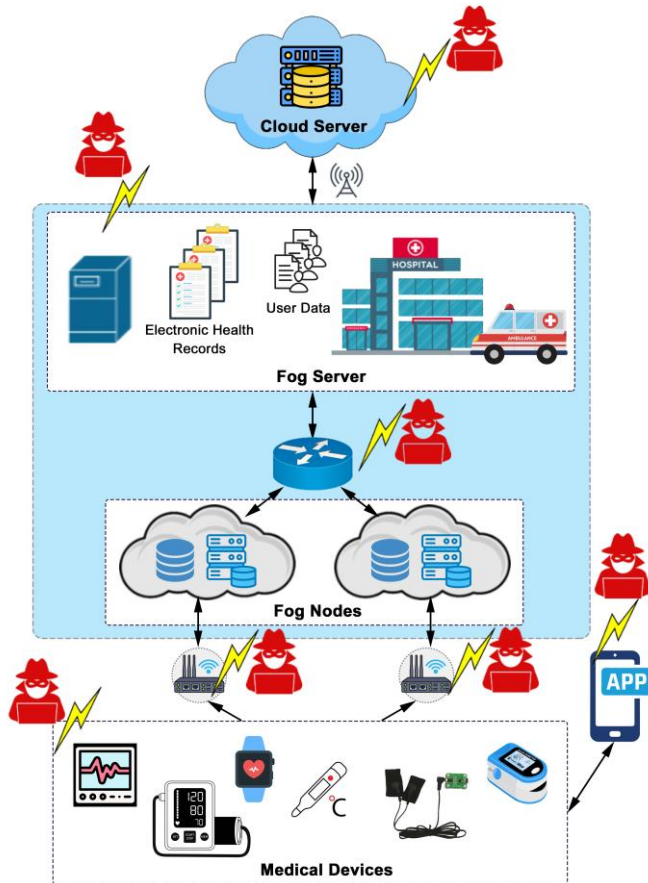 Cloud Server
HOSPITAL
User Data
Electronic Health
Records
AMBULANCE
Fog Server
Fog Nodes
APP
120
80
70
°C
Medical Devices